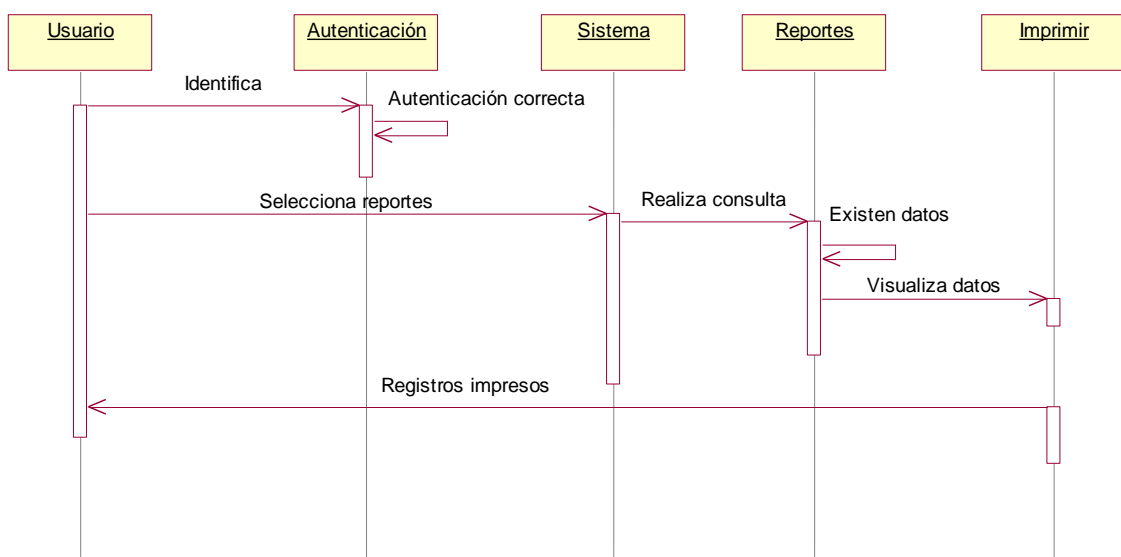 Usuario
Autenticación
Sistema
Reportes
Imprimir
Identifica
Autenticación correcta
Selecciona reportes
Realiza consulta
Existen datos
Visualiza datos
Registros impresos